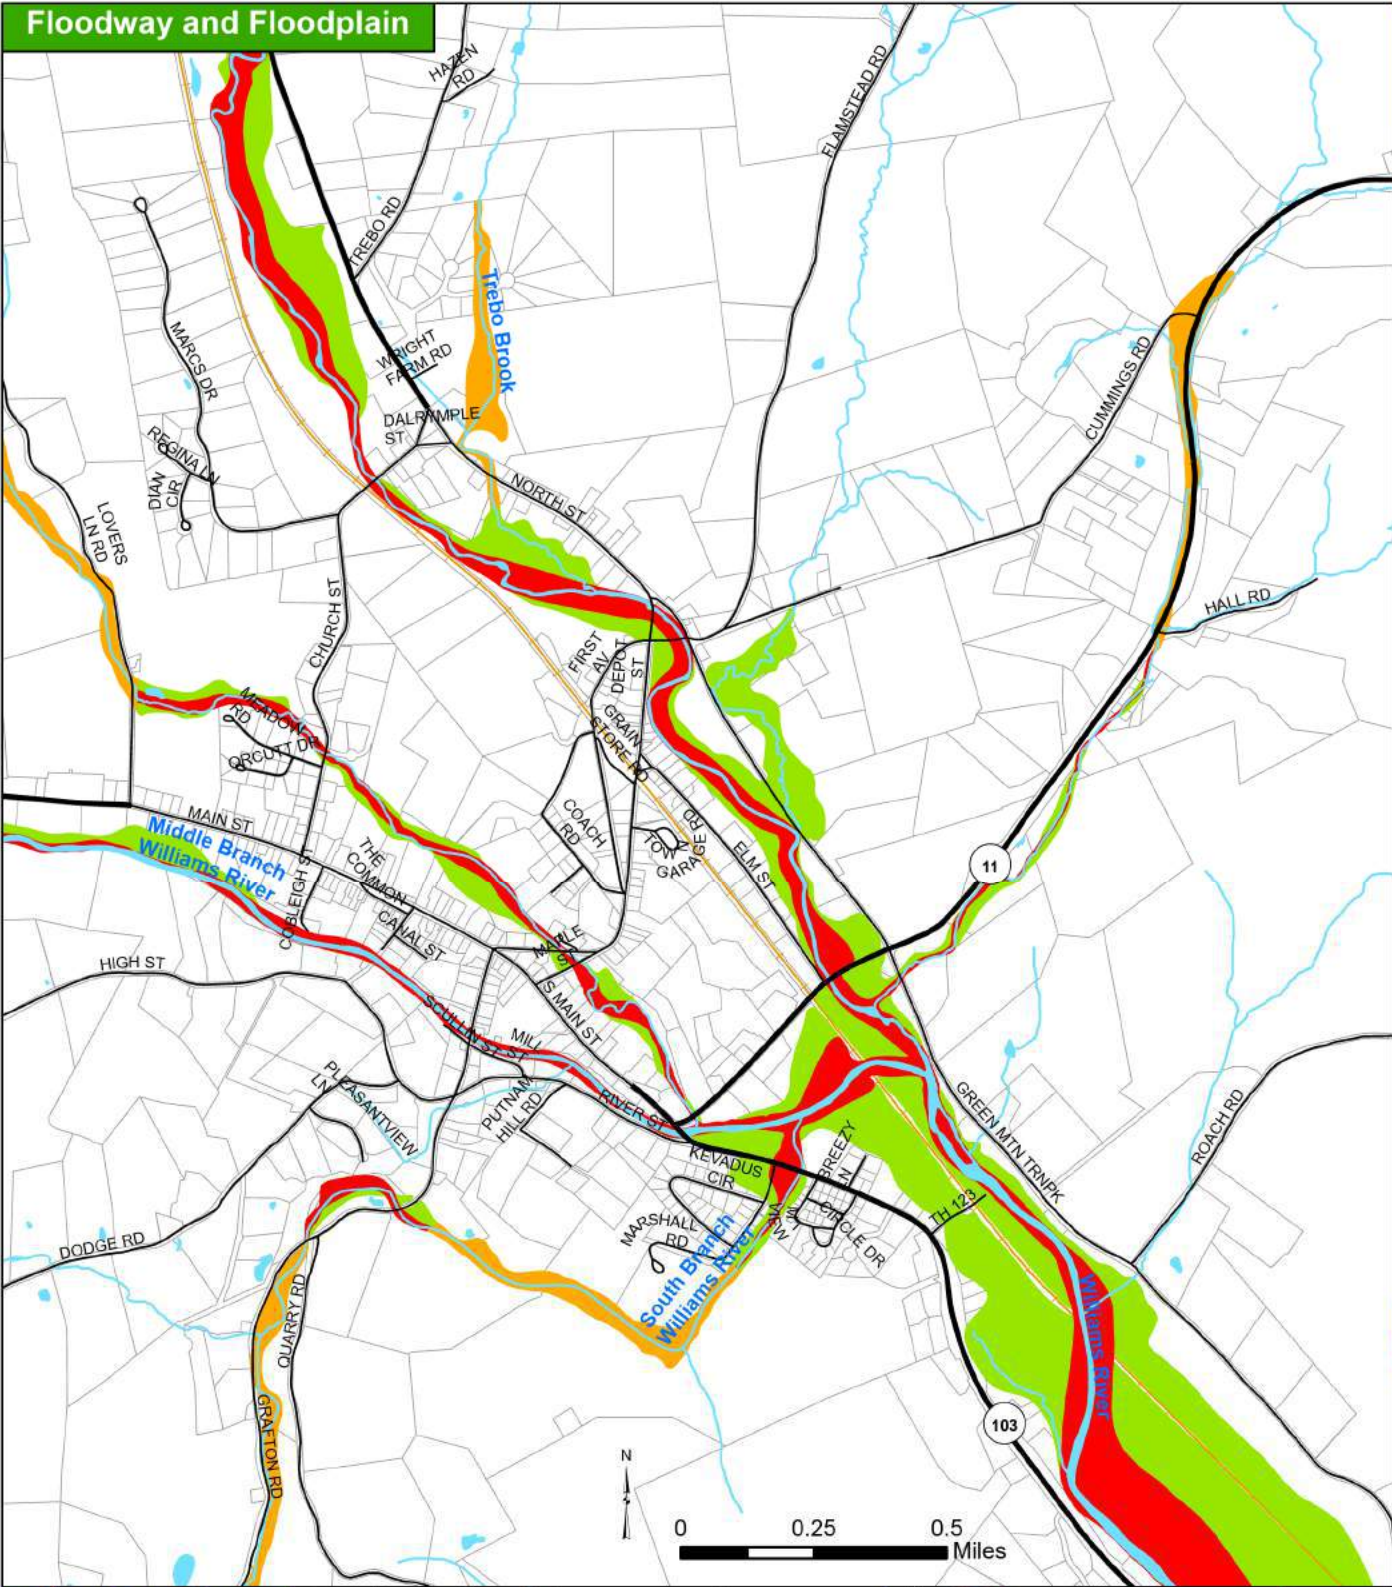 Floodway and Floodplain
HAZEN
RD
FLAMSTEAD RD
TREBO RD
Trebo Brook
MARCS DR
WRIGHT
FARM RD
CUMMINGS RD
DALRYMPLE
ST
REGINA LN
DIAN
CIR
NORTH ST
LOVERS
LN RD
HALL RD
CHURCH ST
FIRST
AV
DEPOT
ST
MEADOW
RD
GRAIN
STORE RD
ORCUTT DR
MAIN ST
COACH
RD
TOWN
GARAGE RD
ELM ST
Middle Branch
Williams River
THE
COMMON
COBLEIGH ST
11
CANAL ST
MAPLE
ST
HIGH ST
S MAIN ST
SCULLIN ST
MILL
ST
PLEASANTVIEW
LN
PUTNAM
HILL RD
RIVER ST
GREEN MTN TRNPK
ROACH RD
KEVADUS
CIR
BREEZY
LN
MT
VIEW
CIRCLE DR
TH 123
MARSHALL
RD
South Branch
Williams River
DODGE RD
QUARRY RD
Williams River
GRAFTON RD
103
N
0 0.25 0.5
Miles